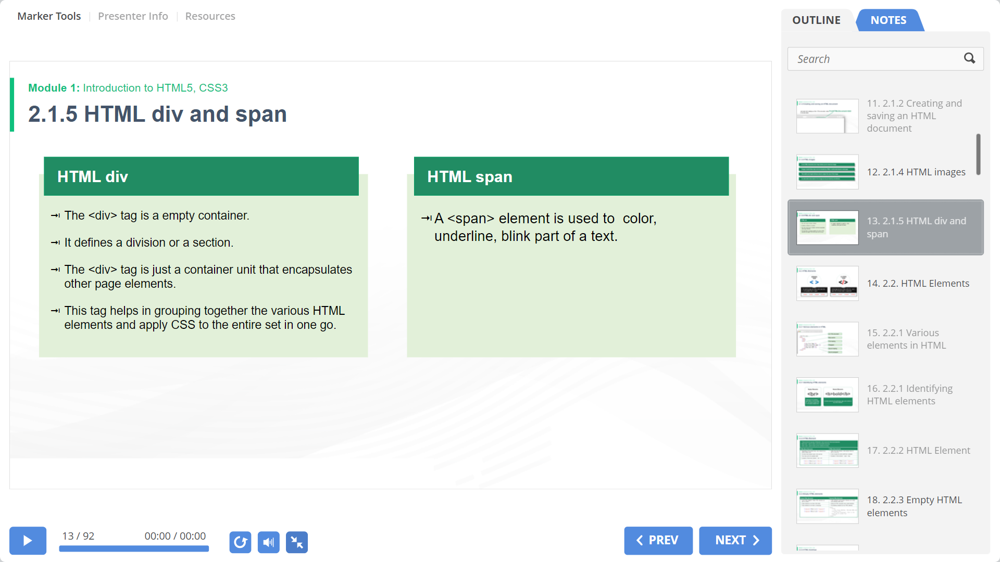 Marker Tools
Presenter Info
Resources
OUTLINE
NOTES
Search
Module 1: Introduction to HTML5, CSS3
2.1.5 HTML div and span
HTML div
The <div> tag is a empty container.
It defines a division or a section.
The <div> tag is just a container unit that encapsulates
other page elements.
This tag helps in grouping together the various HTML
elements and apply CSS to the entire set in one go.
HTML span
A <span> element is used to  color,
underline, blink part of a text.
11. 2.1.2 Creating and
saving an HTML
document
12. 2.1.4 HTML images
13. 2.1.5 HTML div and
span
14. 2.2. HTML Elements
15. 2.2.1 Various
elements in HTML
16. 2.2.1 Identifying
HTML elements
<br>
<b>bold</b>
17. 2.2.2 HTML Element
18. 2.2.3 Empty HTML
elements
13 / 92
00:00 / 00:00
PREV
NEXT